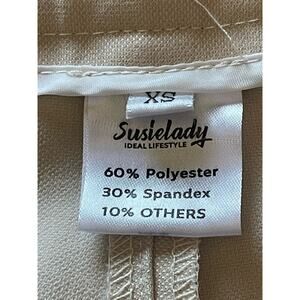 XS
Susielady
IDEAL LIFESTYLE
60% Polyester
30% Spandex
10% OTHERS